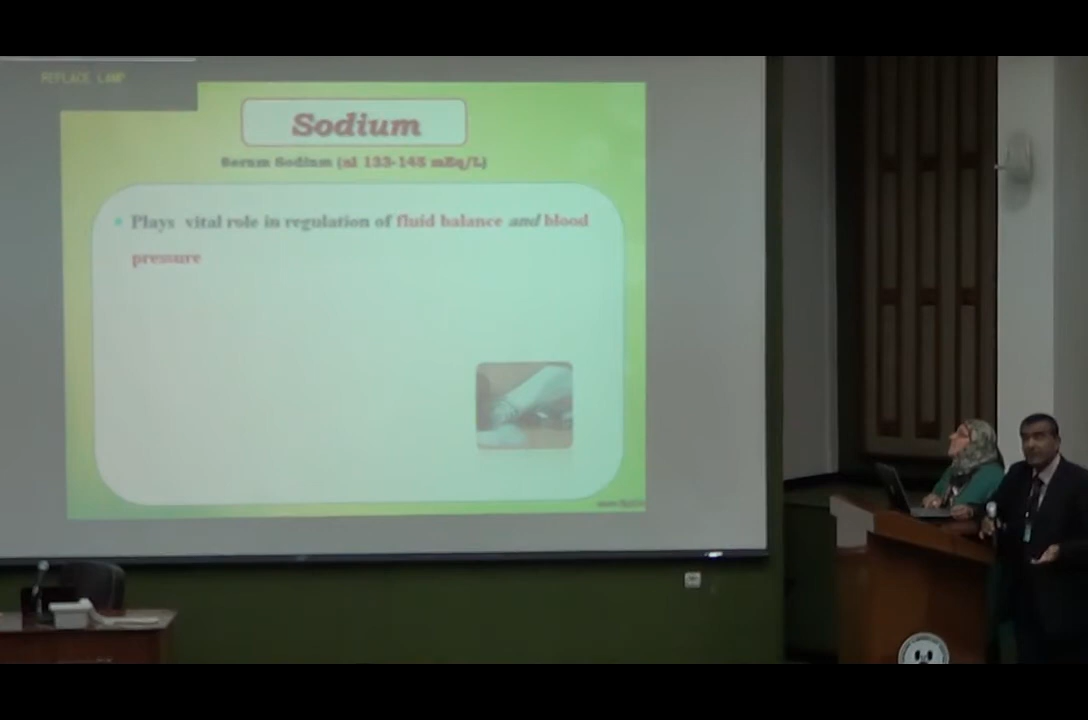 REPLACE LAMP
Sodium
Serum Sodium (nl 133-145 mEq/L)
Plays vital role in regulation of fluid balance and blood
pressure